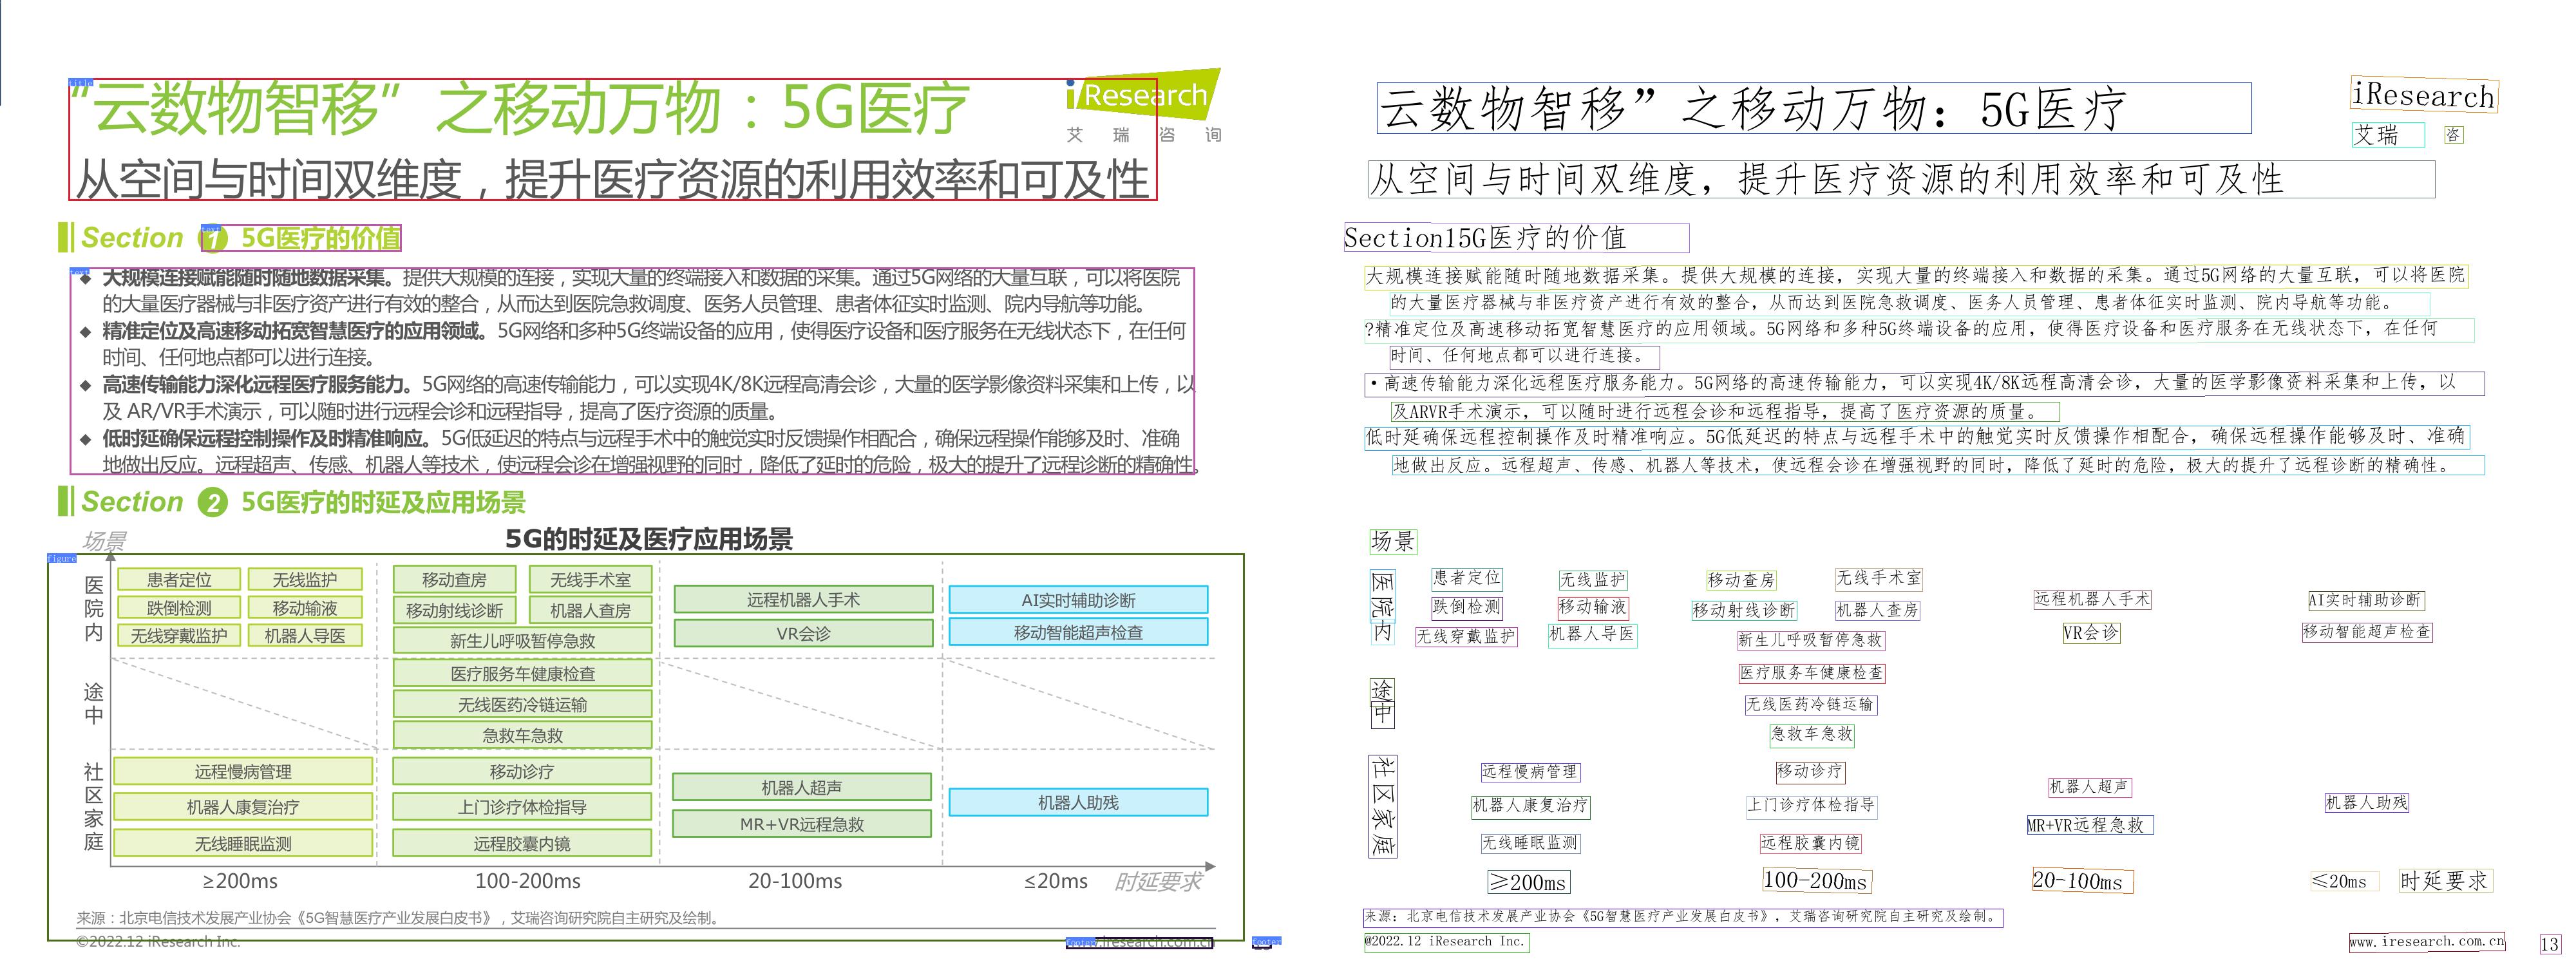 “云数物智移”之移动万物：5G医疗
iResearch
艾瑞咨询
从空间与时间双维度，提升医疗资源的利用效率和可及性
Section 1 5G医疗的价值
◆ 大规模连接赋能随时随地数据采集。提供大规模的连接，实现大量的终端接入和数据的采集。通过5G网络的大量互联，可以将医院
的大量医疗器械与非医疗资产进行有效的整合，从而达到医院急救调度、医务人员管理、患者体征实时监测、院内导航等功能。
◆ 精准定位及高速移动拓宽智慧医疗的应用领域。5G网络和多种5G终端设备的应用，使得医疗设备和医疗服务在无线状态下，在任何
时间、任何地点都可以进行连接。
◆ 高速传输能力深化远程医疗服务能力。5G网络的高速传输能力，可以实现4K/8K远程高清会诊，大量的医学影像资料采集和上传，以
及 AR/VR手术演示，可以随时进行远程会诊和远程指导，提高了医疗资源的质量。
◆ 低时延确保远程控制操作及时精准响应。5G低延迟的特点与远程手术中的触觉实时反馈操作相配合，确保远程操作能够及时、准确
地做出反应。远程超声、传感、机器人等技术，使远程会诊在增强视野的同时，降低了延时的危险，极大的提升了远程诊断的精确性。
Section 2 5G医疗的时延及应用场景
5G的时延及医疗应用场景
场景
医院内
患者定位 无线监护
跌倒检测 移动输液
无线穿戴监护 机器人导医
移动查房 无线手术室
移动射线诊断 机器人查房
新生儿呼吸暂停急救
远程机器人手术
VR会诊
AI实时辅助诊断
移动智能超声检查
途中
医疗服务车健康检查
无线医药冷链运输
急救车急救
社区家庭
远程慢病管理
机器人康复治疗
无线睡眠监测
移动诊疗
上门诊疗体检指导
远程胶囊内镜
机器人超声
MR+VR远程急救
机器人助残
≥200ms 100-200ms 20-100ms ≤20ms 时延要求
来源：北京电信技术发展产业协会《5G智慧医疗产业发展白皮书》，艾瑞咨询研究院自主研究及绘制。
©2022.12 iResearch Inc.
.iresearch.com.cn
title
text
text
figure
footer
footer
云数物智移”之移动万物：5G医疗
iResearch
艾瑞 咨
从空间与时间双维度，提升医疗资源的利用效率和可及性
Section15G医疗的价值
大规模连接赋能随时随地数据采集。提供大规模的连接，实现大量的终端接入和数据的采集。通过5G网络的大量互联，可以将医院
的大量医疗器械与非医疗资产进行有效的整合，从而达到医院急救调度、医务人员管理、患者体征实时监测、院内导航等功能。
?精准定位及高速移动拓宽智慧医疗的应用领域。5G网络和多种5G终端设备的应用，使得医疗设备和医疗服务在无线状态下，在任何
时间、任何地点都可以进行连接。
•高速传输能力深化远程医疗服务能力。5G网络的高速传输能力，可以实现4K/8K远程高清会诊，大量的医学影像资料采集和上传，以
及ARVR手术演示，可以随时进行远程会诊和远程指导，提高了医疗资源的质量。
低时延确保远程控制操作及时精准响应。5G低延迟的特点与远程手术中的触觉实时反馈操作相配合，确保远程操作能够及时、准确
地做出反应。远程超声、传感、机器人等技术，使远程会诊在增强视野的同时，降低了延时的危险，极大的提升了远程诊断的精确性。
场景
医院内
患者定位 无线监护
跌倒检测 移动输液
无线穿戴监护 机器人导医
移动查房 无线手术室
移动射线诊断 机器人查房
新生儿呼吸暂停急救
远程机器人手术
VR会诊
AI实时辅助诊断
移动智能超声检查
途中
医疗服务车健康检查
无线医药冷链运输
急救车急救
社区家庭
远程慢病管理
机器人康复治疗
无线睡眠监测
移动诊疗
上门诊疗体检指导
远程胶囊内镜
机器人超声
MR+VR远程急救
机器人助残
≥200ms 100-200ms 20-100ms ≤20ms 时延要求
来源：北京电信技术发展产业协会《5G智慧医疗产业发展白皮书》，艾瑞咨询研究院自主研究及绘制。
@2022.12 iResearch Inc.
www.iresearch.com.cn
13